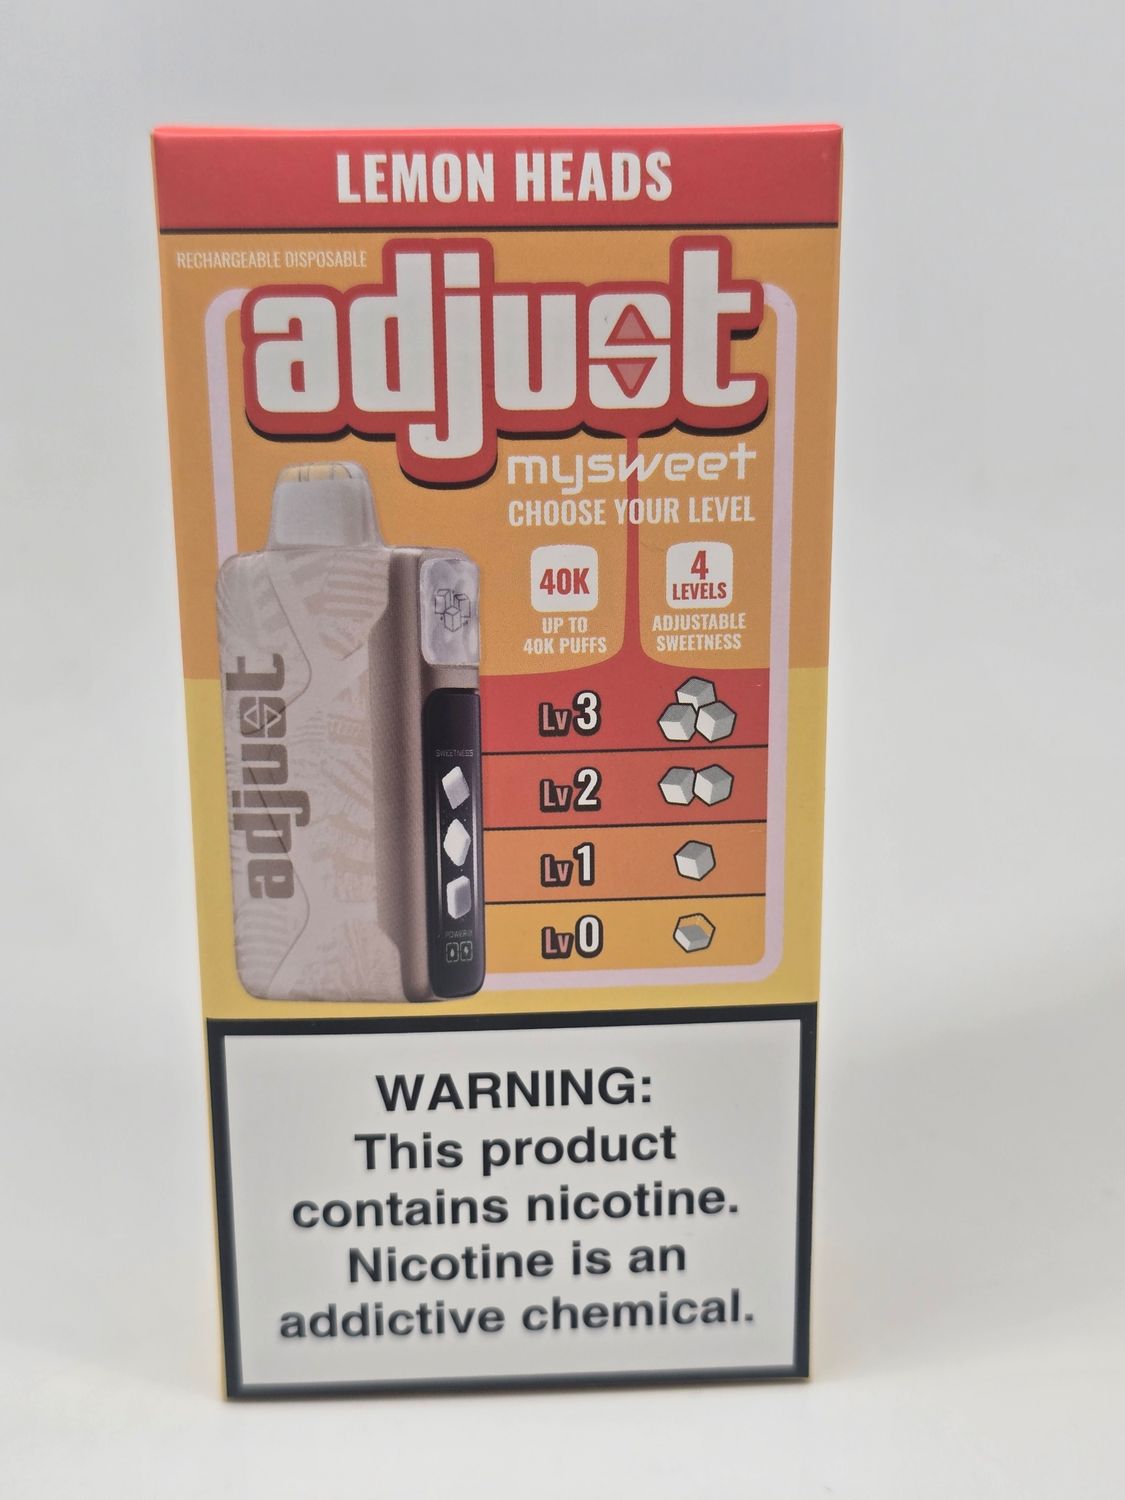 LEMON HEADS
RECHARGEABLE DISPOSABLE
adjust
mysweet
CHOOSE YOUR LEVEL
40K
UP TO
40K PUFFS
4
LEVELS
ADJUSTABLE
SWEETNESS
adjust
SWEETNESS
Lv3
Lv2
Lv1
Lv0
WARNING:
This product
contains nicotine.
Nicotine is an
addictive chemical.